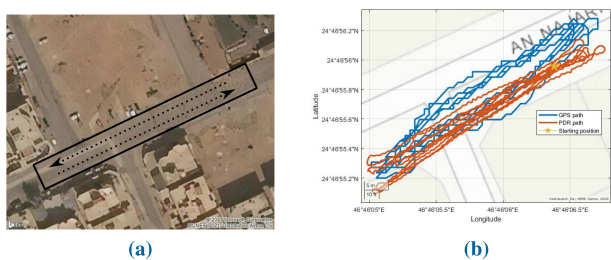 24°46'56.2"N
24°46'56"N
24°46'55.8"N
24°46'55.6"N
24°46'55.4"N
24°46'55.2"N
Latitude
AN NAJAR
GPS path
PDR path
Starting position
5 m
10 ft
46°46'05"E 46°46'05.5"E 46°46'06"E 46°46'06.5"E
Longitude
(a) (b)